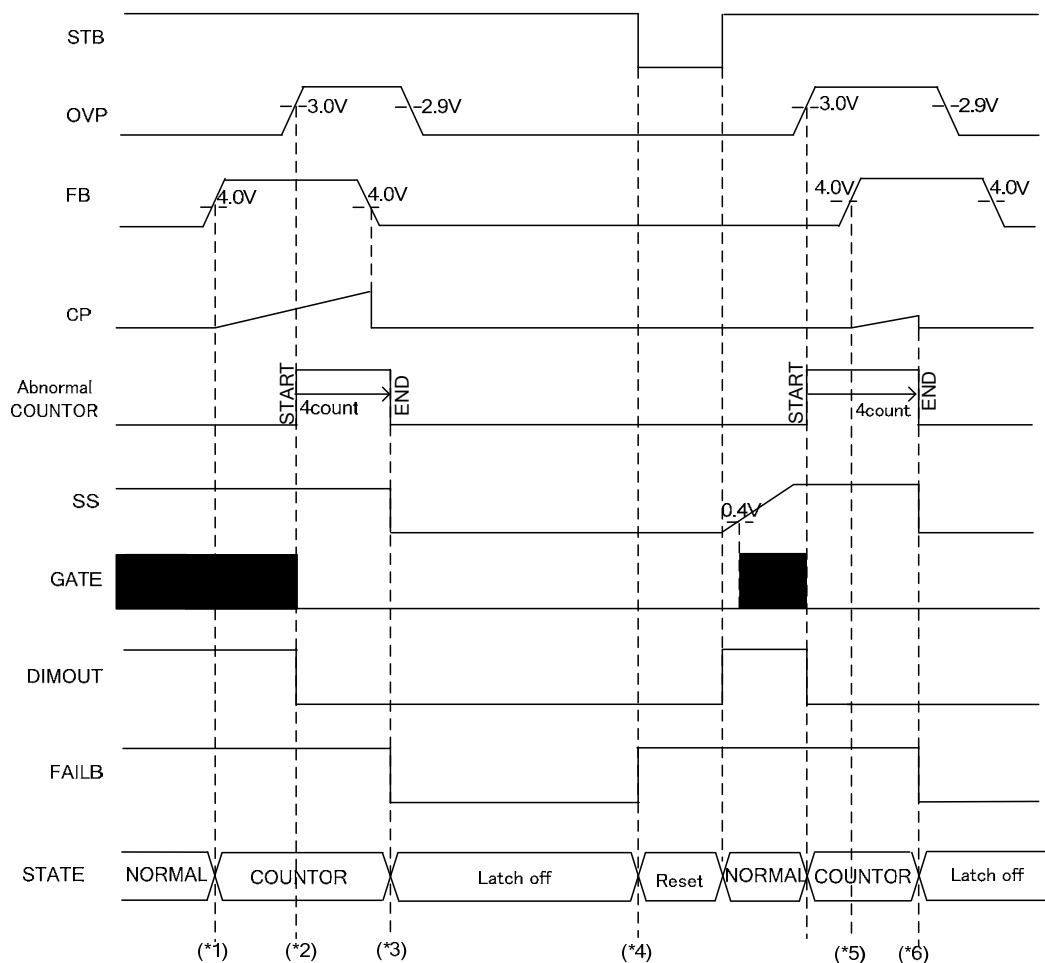 STB
OVP
3.0V
2.9V
3.0V
2.9V
FB
4.0V
4.0V
4.0V
4.0V
CP
Abnormal
COUNTOR
START
4count
END
START
4count
END
SS
0.4V
GATE
DIMOUT
FAILB
STATE
NORMAL
COUNTOR
Latch off
Reset
NORMAL
COUNTOR
Latch off
(*1)
(*2)
(*3)
(*4)
(*5)
(*6)